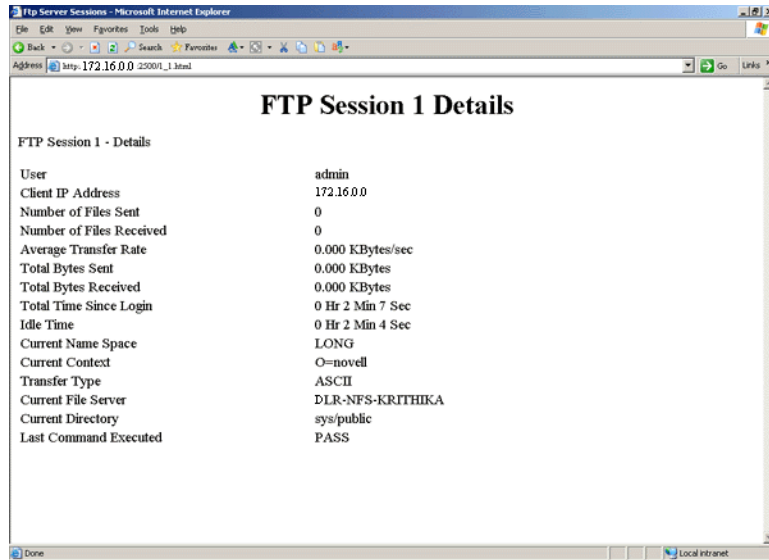 Ftp Server Sessions - Microsoft Internet Explorer
File Edit View Favorites Tools Help
Back Search Favorites
Address http: 172.16.0.0 :2500/1_1.html Go Links
FTP Session 1 Details
FTP Session 1 - Details
User admin
Client IP Address 172.16.0.0
Number of Files Sent 0
Number of Files Received 0
Average Transfer Rate 0.000 KBytes/sec
Total Bytes Sent 0.000 KBytes
Total Bytes Received 0.000 KBytes
Total Time Since Login 0 Hr 2 Min 7 Sec
Idle Time 0 Hr 2 Min 4 Sec
Current Name Space LONG
Current Context O=novell
Transfer Type ASCII
Current File Server DLR-NFS-KRITHIKA
Current Directory sys/public
Last Command Executed PASS
Done Local intranet